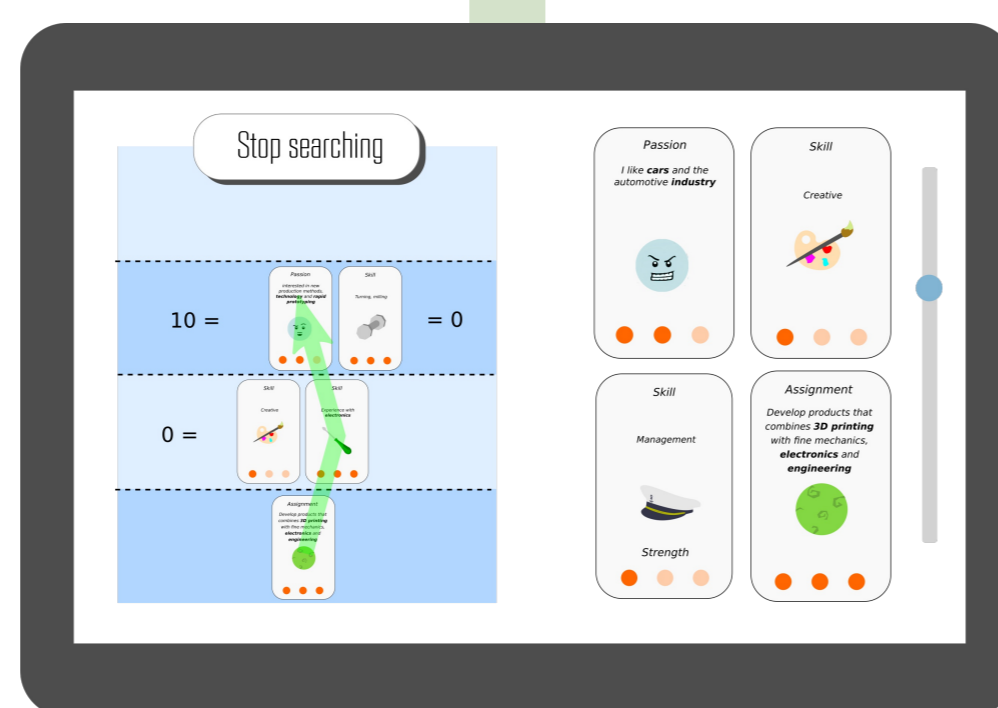 Stop searching
10 =
Passion
Interested in new
production methods,
technology and rapid
prototyping
Skill
Turning, milling
= 0
0 =
Skill
Creative
Skill
Experience with
electronics
Assignment
Develop products that
combines 3D printing
with fine mechanics,
electronics and
engineering
Passion
I like cars and the
automotive industry
Skill
Creative
Skill
Management
Strength
Assignment
Develop products that
combines 3D printing
with fine mechanics,
electronics and
engineering